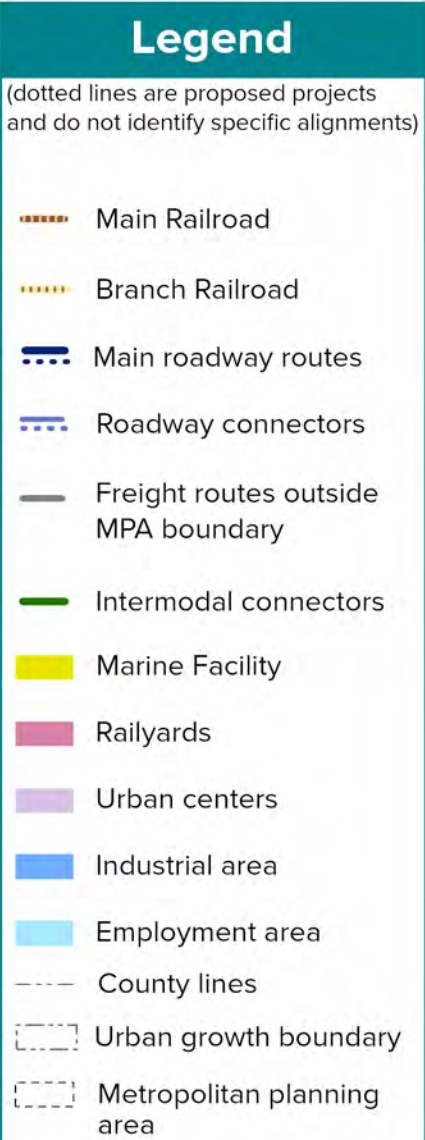 Legend
(dotted lines are proposed projects
and do not identify specific alignments)
Main Railroad
Branch Railroad
Main roadway routes
Roadway connectors
Freight routes outside
MPA boundary
Intermodal connectors
Marine Facility
Railyards
Urban centers
Industrial area
Employment area
County lines
Urban growth boundary
Metropolitan planning
area